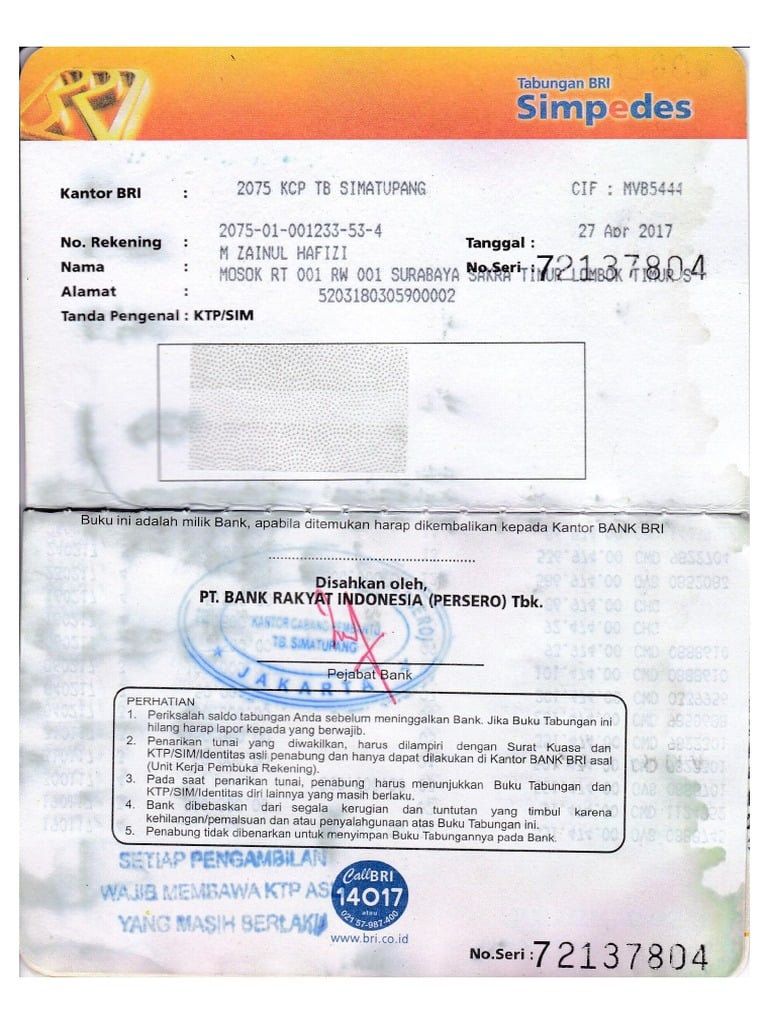 Tabungan BRI
Simpedes
Kantor BRI : 2075 KCP TB SIMATUPANG CIF : MVB5444
No. Rekening : 2075-01-001233-53-4 Tanggal : 27 Apr 2017
Nama : M ZAINUL HAFIZI No.Seri : 72137804
Alamat : MOSOK RT 001 RW 001 SURABAYA SAKRA TIMUR LOMBOK TIMUR S
Tanda Pengenal : KTP/SIM 5203180305900002
Buku ini adalah milik Bank, apabila ditemukan harap dikembalikan kepada Kantor BANK BRI
Disahkan oleh,
PT. BANK RAKYAT INDONESIA (PERSERO) Tbk.
KANTOR CABANG PEMBANTU
TB. SIMATUPANG
JAKARTA
Pejabat Bank
PERHATIAN
1. Periksalah saldo tabungan Anda sebelum meninggalkan Bank. Jika Buku Tabungan ini
hilang harap lapor kepada yang berwajib.
2. Penarikan tunai yang diwakilkan, harus dilampiri dengan Surat Kuasa dan
KTP/SIM/Identitas asli penabung dan hanya dapat dilakukan di Kantor BANK BRI asal
(Unit Kerja Pembuka Rekening).
3. Pada saat penarikan tunai, penabung harus menunjukkan Buku Tabungan dan
KTP/SIM/Identitas diri lainnya yang masih berlaku.
4. Bank dibebaskan dari segala kerugian dan tuntutan yang timbul karena
kehilangan/pemalsuan dan atau penyalahgunaan atas Buku Tabungan ini.
5. Penabung tidak dibenarkan untuk menyimpan Buku Tabungannya pada Bank.
SETIAP PENGAMBILAN
WAJIB MEMBAWA KTP AS
YANG MASIH BERLAKU
CallBRI
14017
atau
021 57-987-400
www.bri.co.id
No.Seri : 72137804